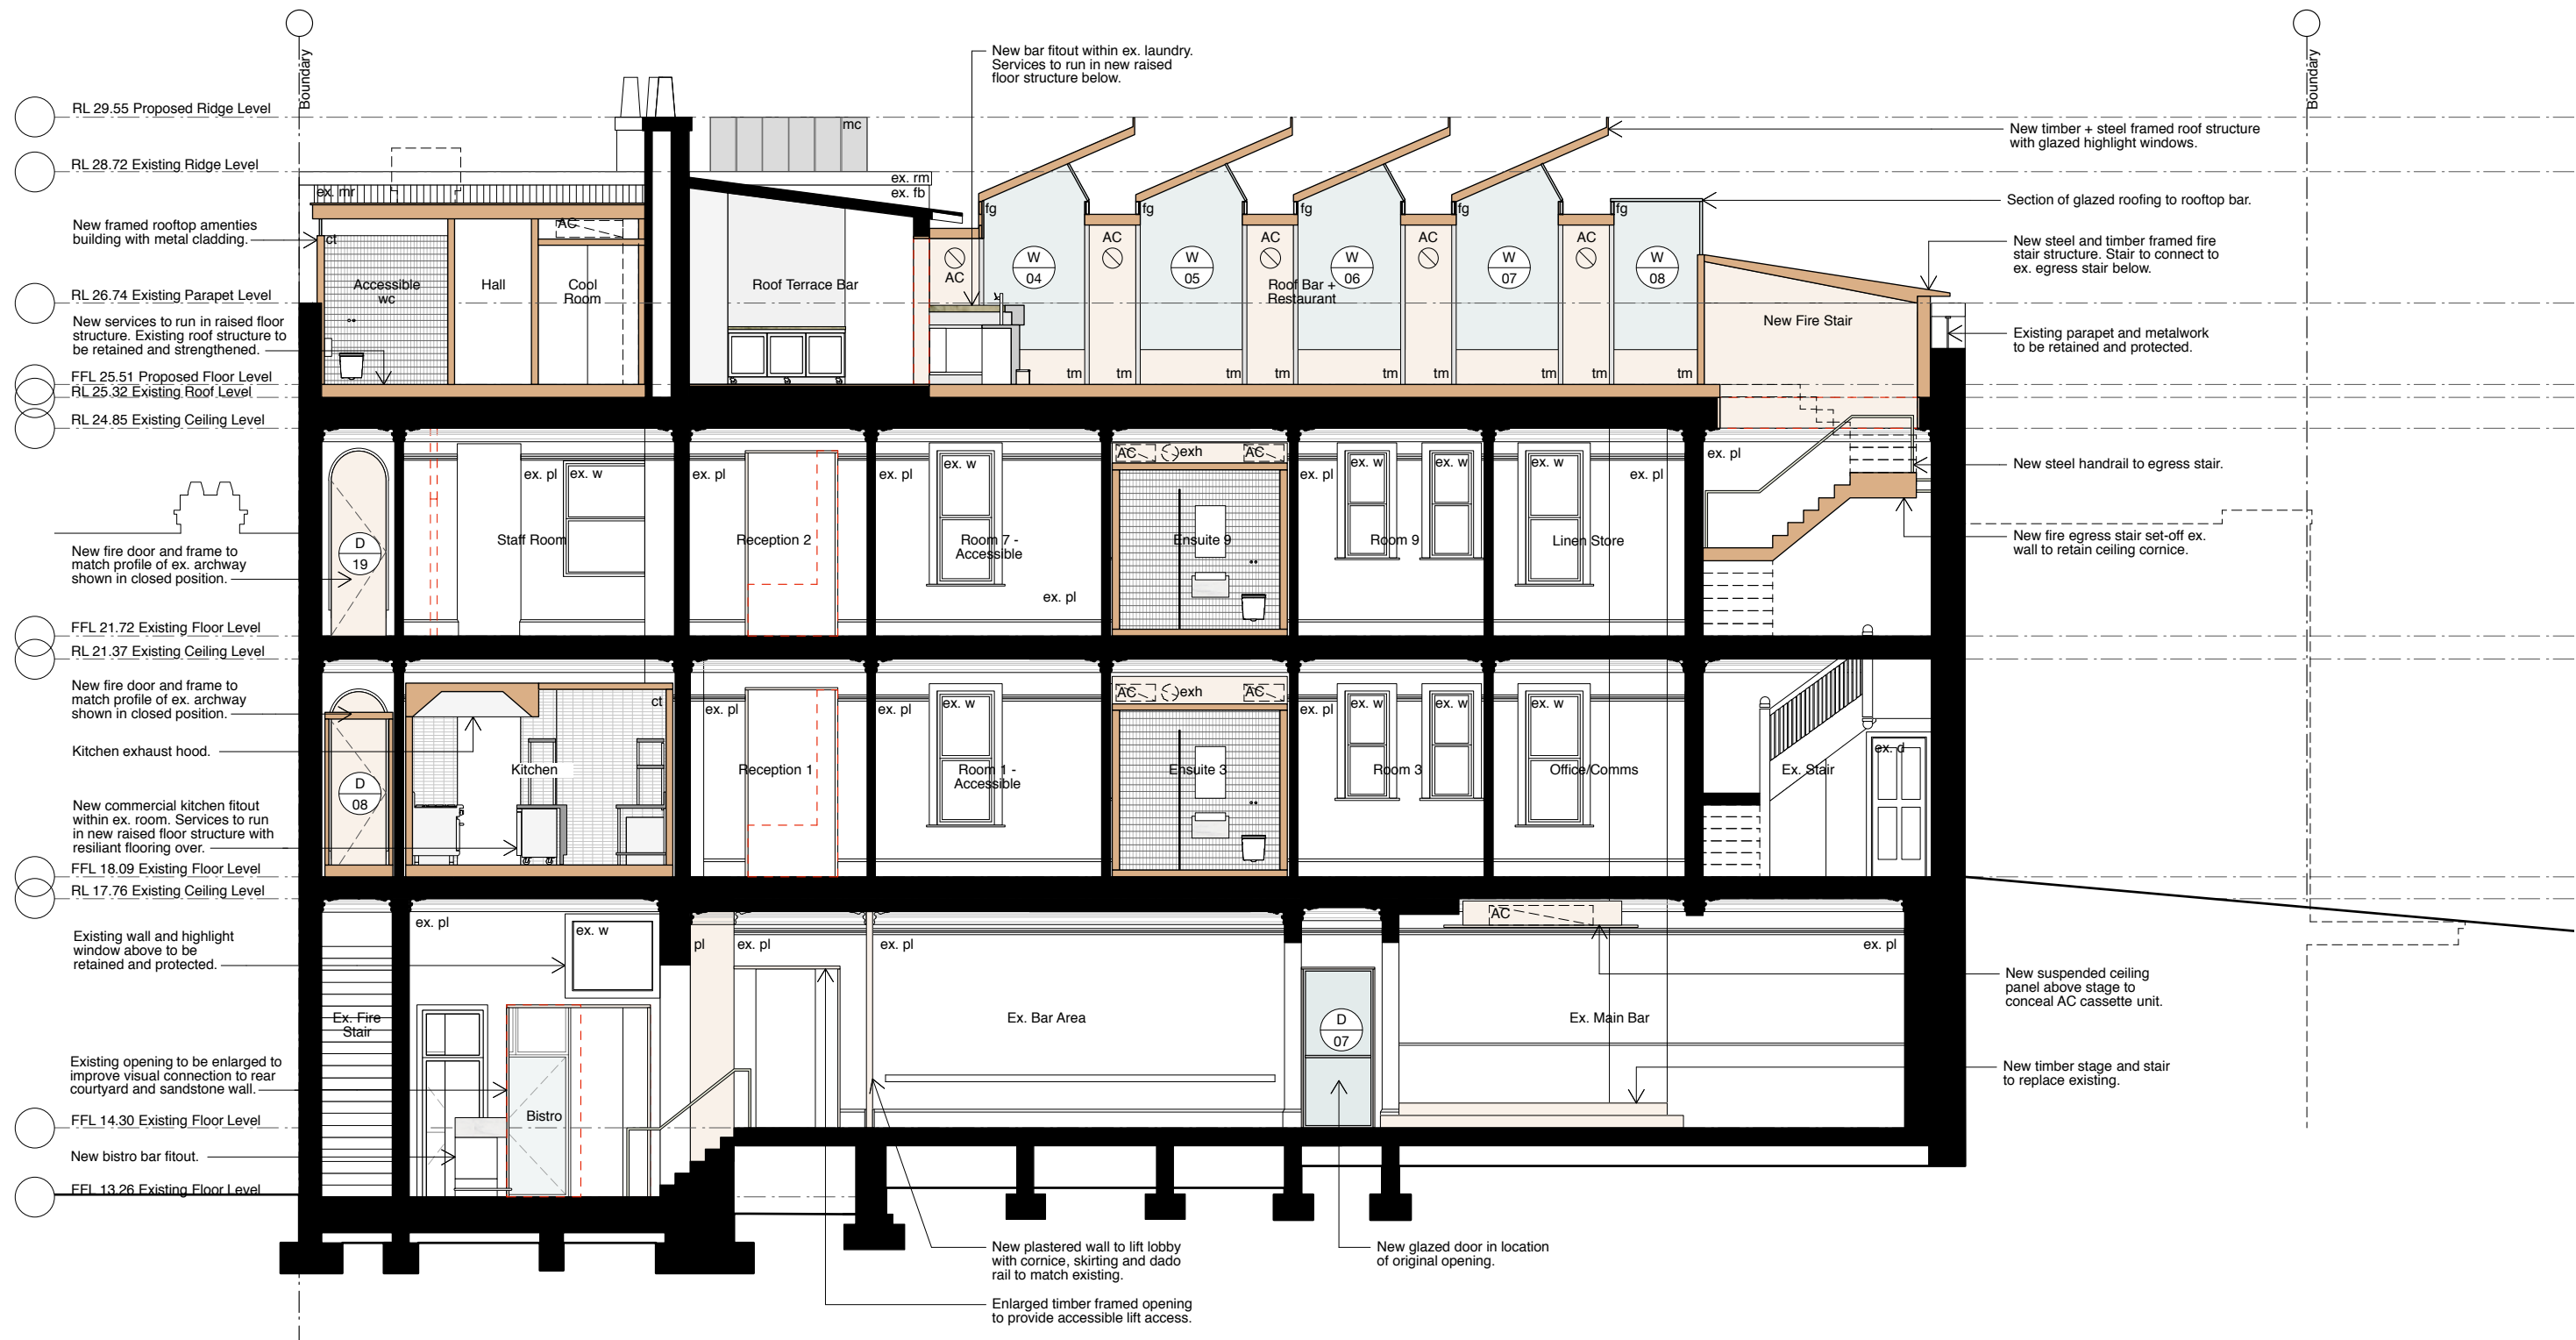 Boundary
Boundary
New bar fitout within ex. laundry.
Services to run in new raised
floor structure below.
RL 29.55 Proposed Ridge Level
mc
New timber + steel framed roof structure
with glazed highlight windows.
RL 28.72 Existing Ridge Level
ex. rm
ex. mr
ex. fb
Section of glazed roofing to rooftop bar.
fg
fg
fg
fg
fg
New framed rooftop amenties
building with metal cladding.
ct
AC
AC
AC
AC
AC
AC
W
04
W
05
W
06
W
07
W
08
New steel and timber framed fire
stair structure. Stair to connect to
ex. egress stair below.
Accessible
wc
Hall
Cool
Room
Roof Terrace Bar
Roof Bar +
Restaurant
RL 26.74 Existing Parapet Level
New Fire Stair
New services to run in raised floor
structure. Existing roof structure to
be retained and strengthened.
Existing parapet and metalwork
to be retained and protected.
FFL 25.51 Proposed Floor Level
tm
tm
tm
tm
tm
tm
tm
tm
tm
RL 25.32 Existing Roof Level
RL 24.85 Existing Ceiling Level
ex. pl
ex. w
ex. pl
ex. pl
ex. w
AC
exh
AC
ex. pl
ex. w
ex. w
ex. w
ex. pl
ex. pl
New steel handrail to egress stair.
D
19
Staff Room
Reception 2
Room 7 -
Accessible
Ensuite 9
Room 9
Linen Store
New fire door and frame to
match profile of ex. archway
shown in closed position.
New fire egress stair set-off ex.
wall to retain ceiling cornice.
ex. pl
FFL 21.72 Existing Floor Level
RL 21.37 Existing Ceiling Level
New fire door and frame to
match profile of ex. archway
shown in closed position.
ct
ex. pl
ex. pl
ex. w
AC
exh
AC
ex. pl
ex. w
ex. w
ex. w
Kitchen exhaust hood.
ex. d
D
08
Kitchen
Reception 1
Room 1 -
Accessible
Ensuite 3
Room 3
Office/Comms
Ex. Stair
New commercial kitchen fitout
within ex. room. Services to run
in new raised floor structure with
resiliant flooring over.
FFL 18.09 Existing Floor Level
RL 17.76 Existing Ceiling Level
ex. pl
ex. w
pl
ex. pl
ex. pl
AC
ex. pl
Existing wall and highlight
window above to be
retained and protected.
New suspended ceiling
panel above stage to
conceal AC cassette unit.
Ex. Fire
Stair
Ex. Bar Area
D
07
Ex. Main Bar
Existing opening to be enlarged to
improve visual connection to rear
courtyard and sandstone wall.
New timber stage and stair
to replace existing.
Bistro
FFL 14.30 Existing Floor Level
New bistro bar fitout.
FFL 13.26 Existing Floor Level
New plastered wall to lift lobby
with cornice, skirting and dado
rail to match existing.
New glazed door in location
of original opening.
Enlarged timber framed opening
to provide accessible lift access.